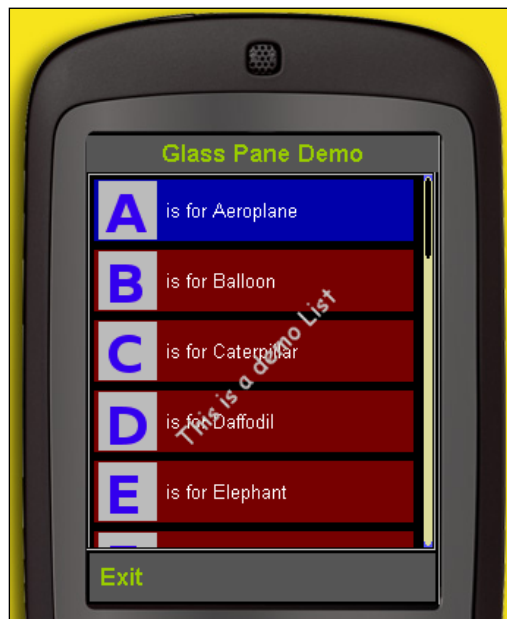 Glass Pane Demo
A is for Aeroplane
B is for Balloon
C is for Caterpillar
D is for Daffodil
E is for Elephant
This is a demo List
Exit